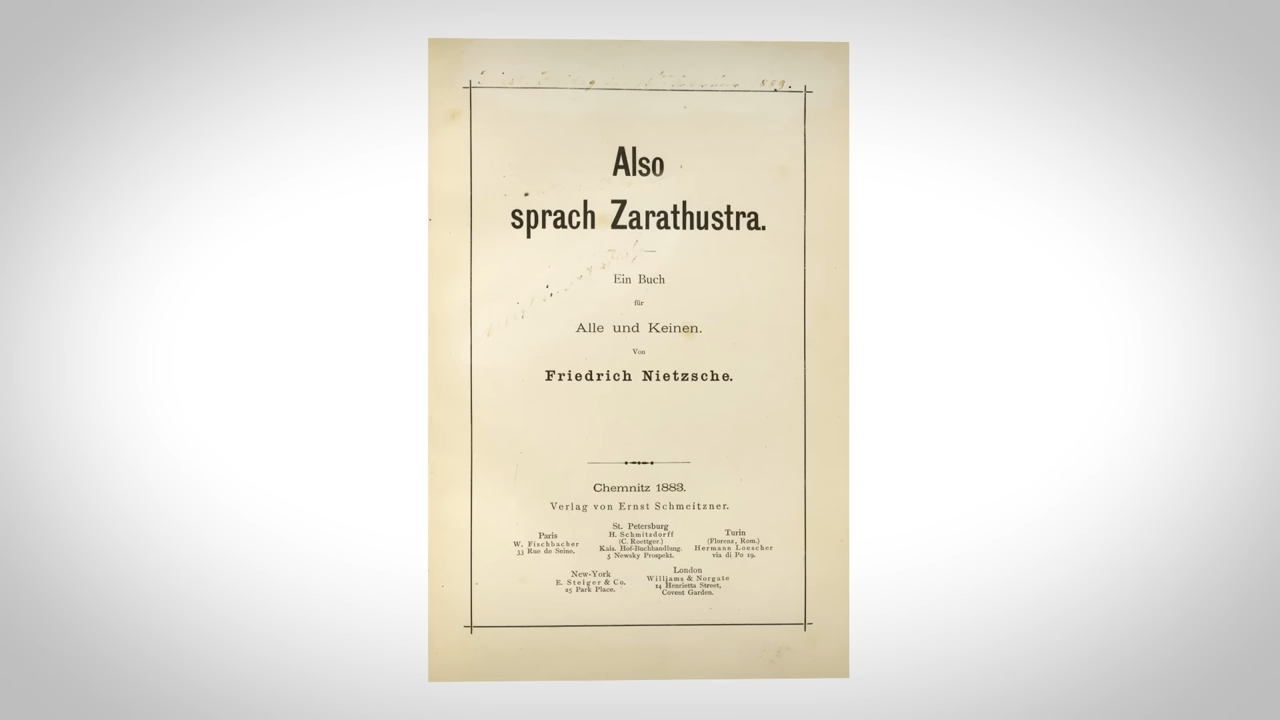 Also
sprach Zarathustra.
Ein Buch
für
Alle und Keinen.
Von
Friedrich Nietzsche.
Chemnitz 1883.
Verlag von Ernst Schmeitzner.
Paris
W. Fischbacher
33 Rue de Seine.
St. Petersburg
H. Schmitsdorff
(C. Roettger.)
Kais. Hof-Buchhandlung.
5 Newsky Prospekt.
Turin
(Florenz, Rom.)
Hermann Loescher
via di Po 19.
New-York
E. Steiger & Co.
25 Park Place.
London
Williams & Norgate
14 Henrietta Street,
Covent Garden.